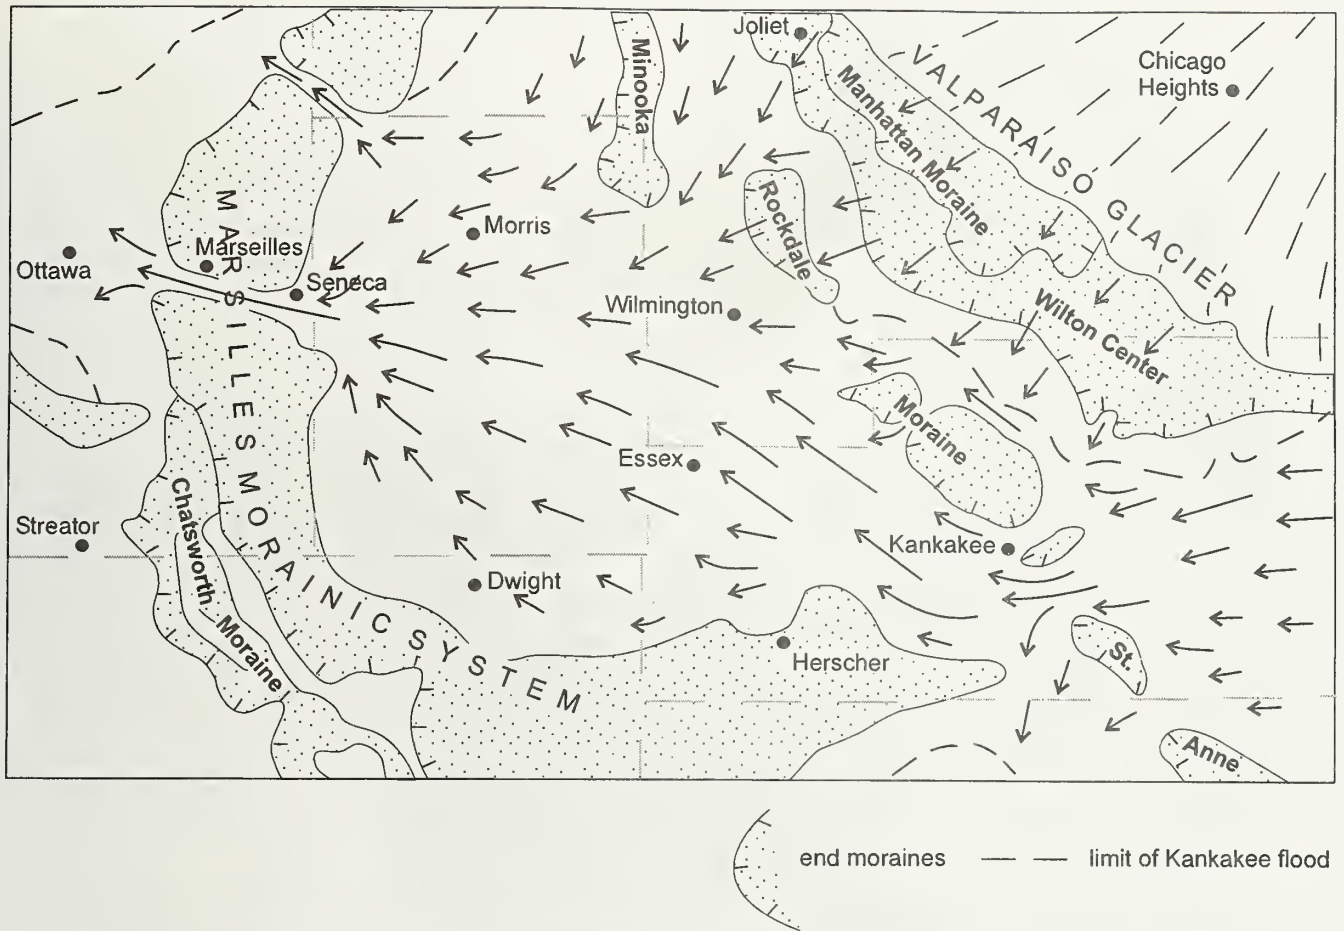 Joliet
Minooka
Manhattan Moraine
VALPARAISO GLACIER
Chicago
Heights
Rockdale
Morris
Marseilles
Ottawa
Seneca
Wilmington
Wilton Center
MARSILLES MORAINIC SYSTEM
Moraine
Essex
Chatsworth
Moraine
Streator
Kankakee
Dwight
Herscher
St.
Anne
end moraines
limit of Kankakee flood